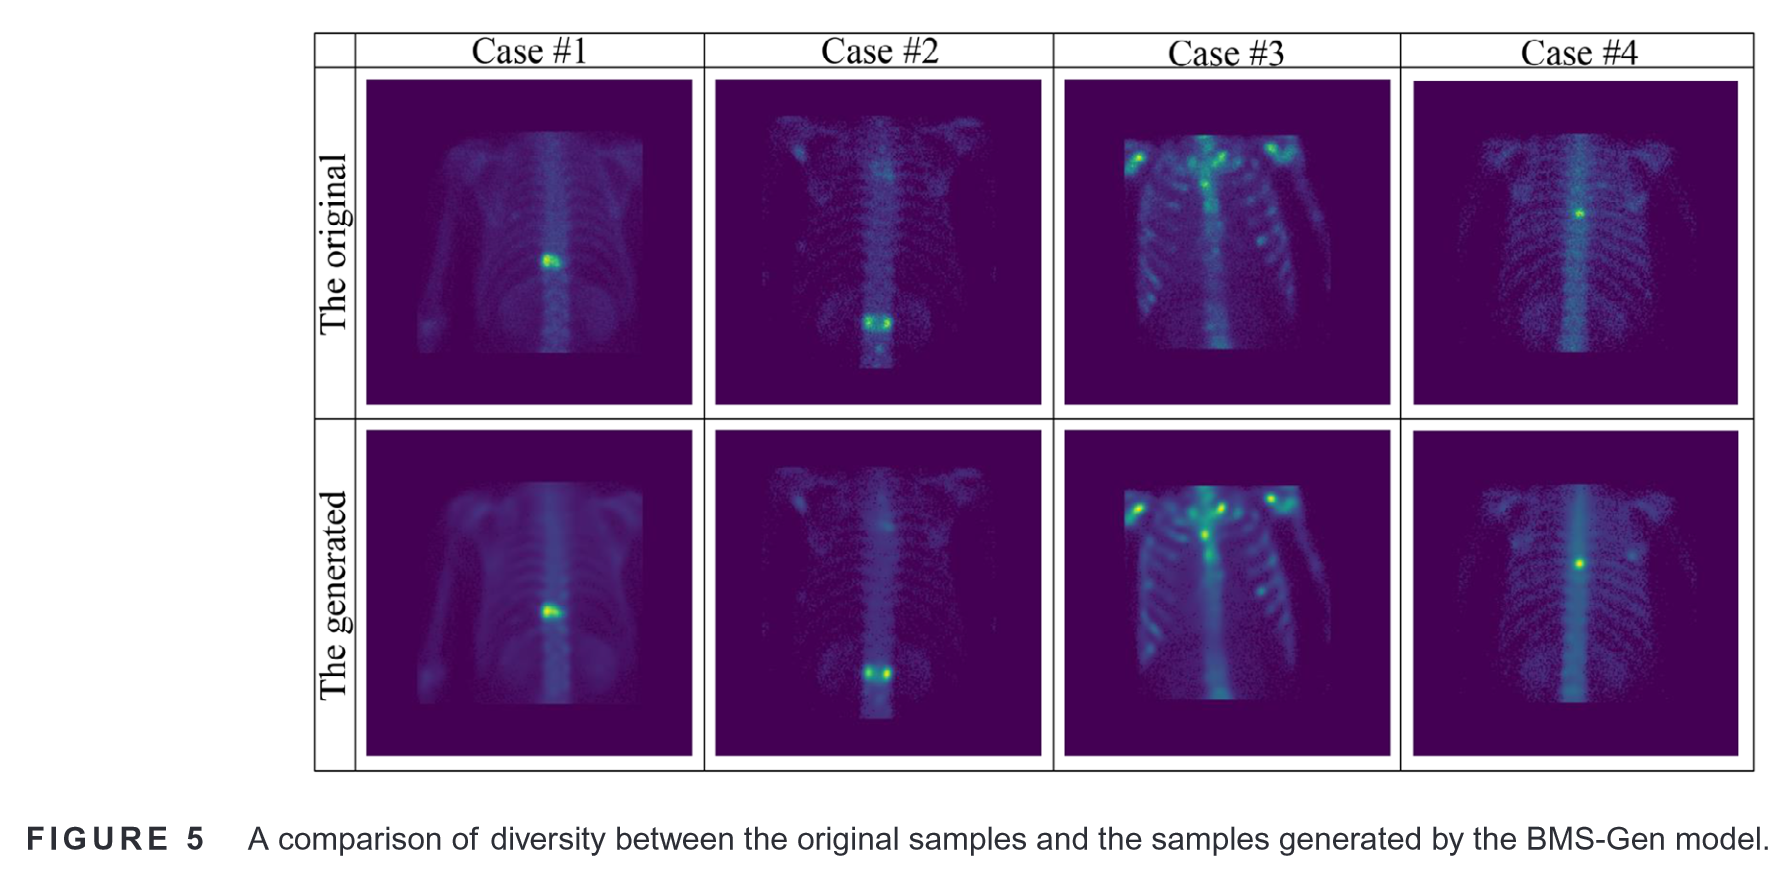 Case #1
Case #2
Case #3
Case #4
The original
The generated
FIGURE 5 A comparison of diversity between the original samples and the samples generated by the BMS-Gen model.